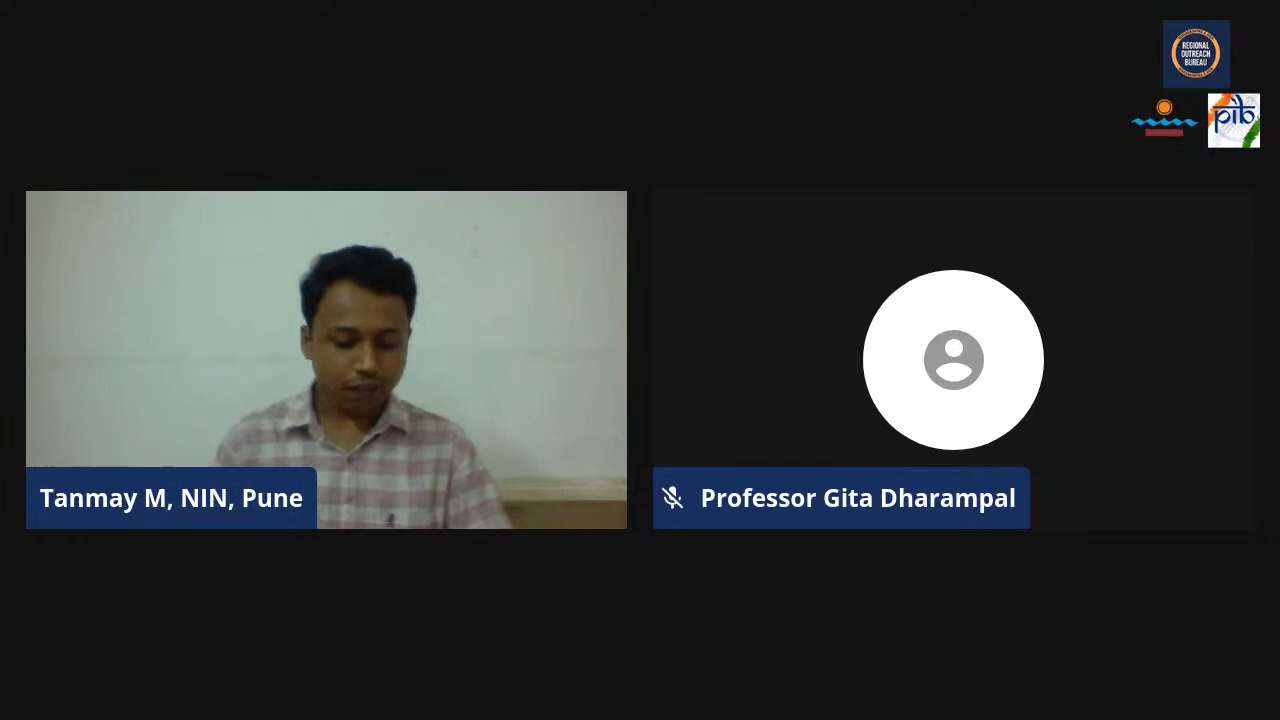 REGIONAL
OUTREACH
BUREAU
pib
Tanmay M, NIN, Pune
Professor Gita Dharampal